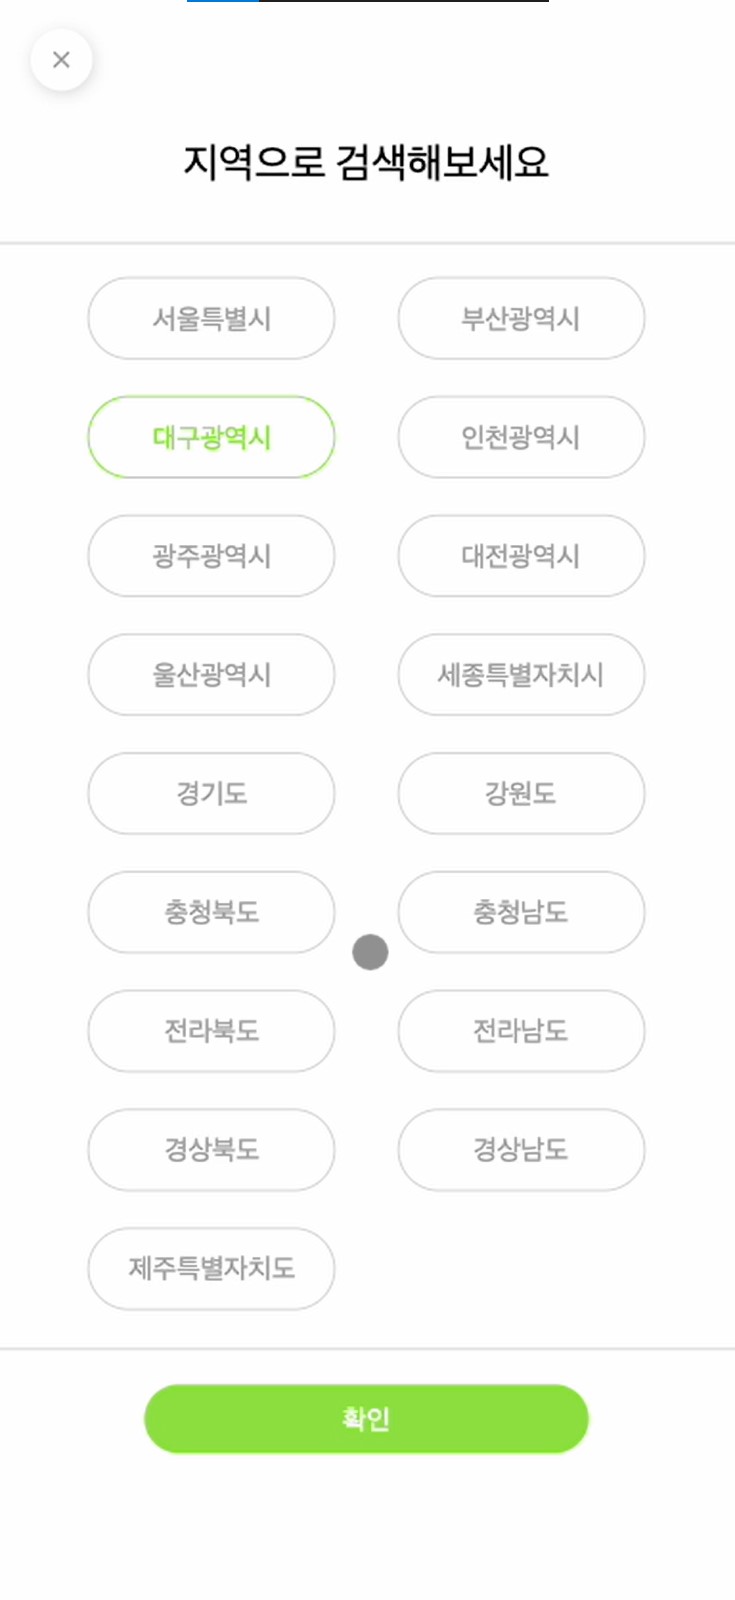 지역으로 검색해보세요
서울특별시
부산광역시
대구광역시
인천광역시
광주광역시
대전광역시
울산광역시
세종특별자치시
경기도
강원도
충청북도
충청남도
전라북도
전라남도
경상북도
경상남도
제주특별자치도
확인